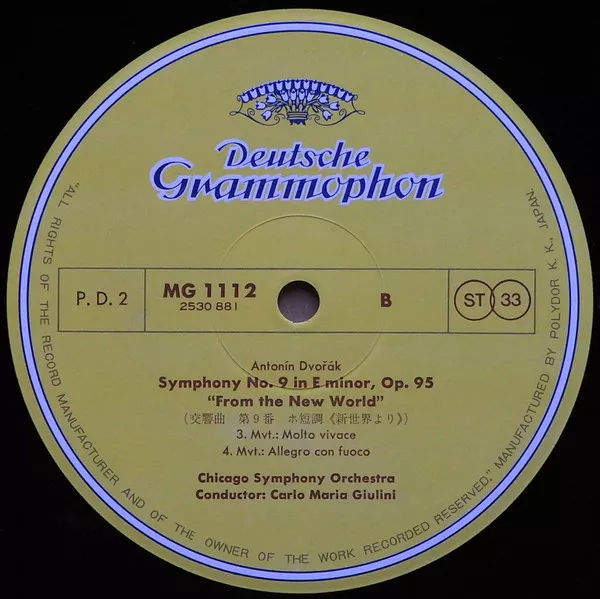 Deutsche
Grammophon
P. D. 2
MG 1112
2530 881
B
ST 33
Antonín Dvořák
Symphony No. 9 in E minor, Op. 95
“From the New World”
(交響曲 第9番 ホ短調《新世界より》)
3. Mvt.: Molto vivace
4. Mvt.: Allegro con fuoco
Chicago Symphony Orchestra
Conductor: Carlo Maria Giulini
"ALL RIGHTS OF THE RECORD MANUFACTURER AND OF THE OWNER OF THE WORK RECORDED RESERVED." MANUFACTURED BY POLYDOR K. K., JAPAN.